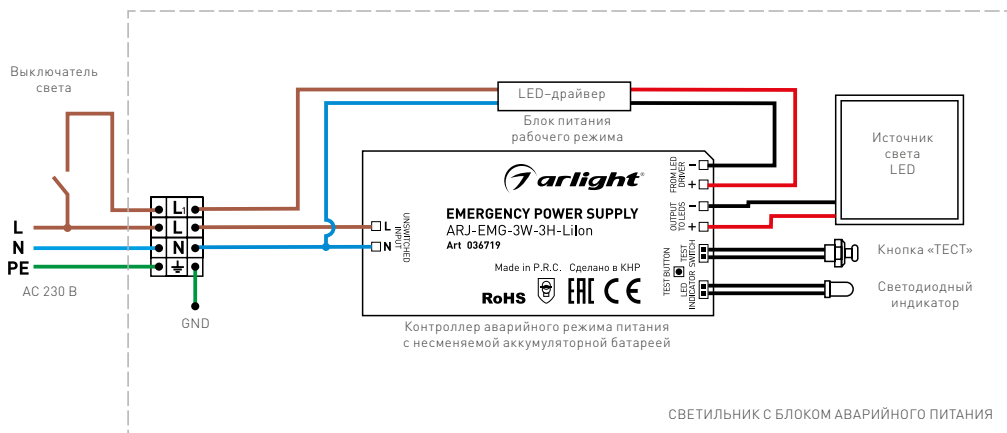 Выключатель
света
L
N
PE
AC 230 В
L1
L
N
GND
LED–драйвер
Блок питания
рабочего режима
arlight®
EMERGENCY POWER SUPPLY
ARJ-EMG-3W-3H-LiIon
Art 036719
Made in P.R.C. Сделано в КНР
RoHS
EAC CE
L
N
UNSWITCHED
INPUT
FROM LED
DRIVER
–
+
OUTPUT
TO LEDS
–
+
TEST
SWITCH
TEST BUTTON
LED
INDICATOR
Контроллер аварийного режима питания
с несменяемой аккумуляторной батареей
Источник
света
LED
Кнопка «ТЕСТ»
Светодиодный
индикатор
СВЕТИЛЬНИК С БЛОКОМ АВАРИЙНОГО ПИТАНИЯ